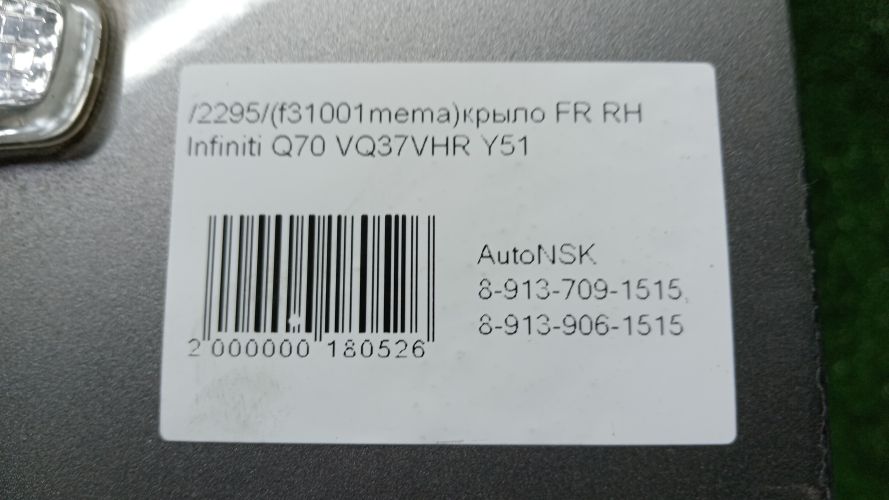 /2295/(f31001mema)крыло FR RH
Infiniti Q70 VQ37VHR Y51
AutoNSK
8-913-709-1515,
8-913-906-1515
2 000000 180526